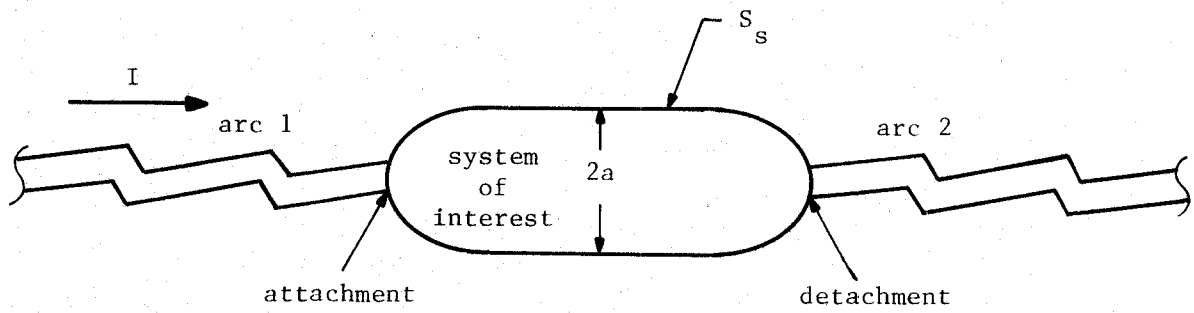 S_s
I
arc 1
arc 2
system
of
interest
2a
attachment
detachment